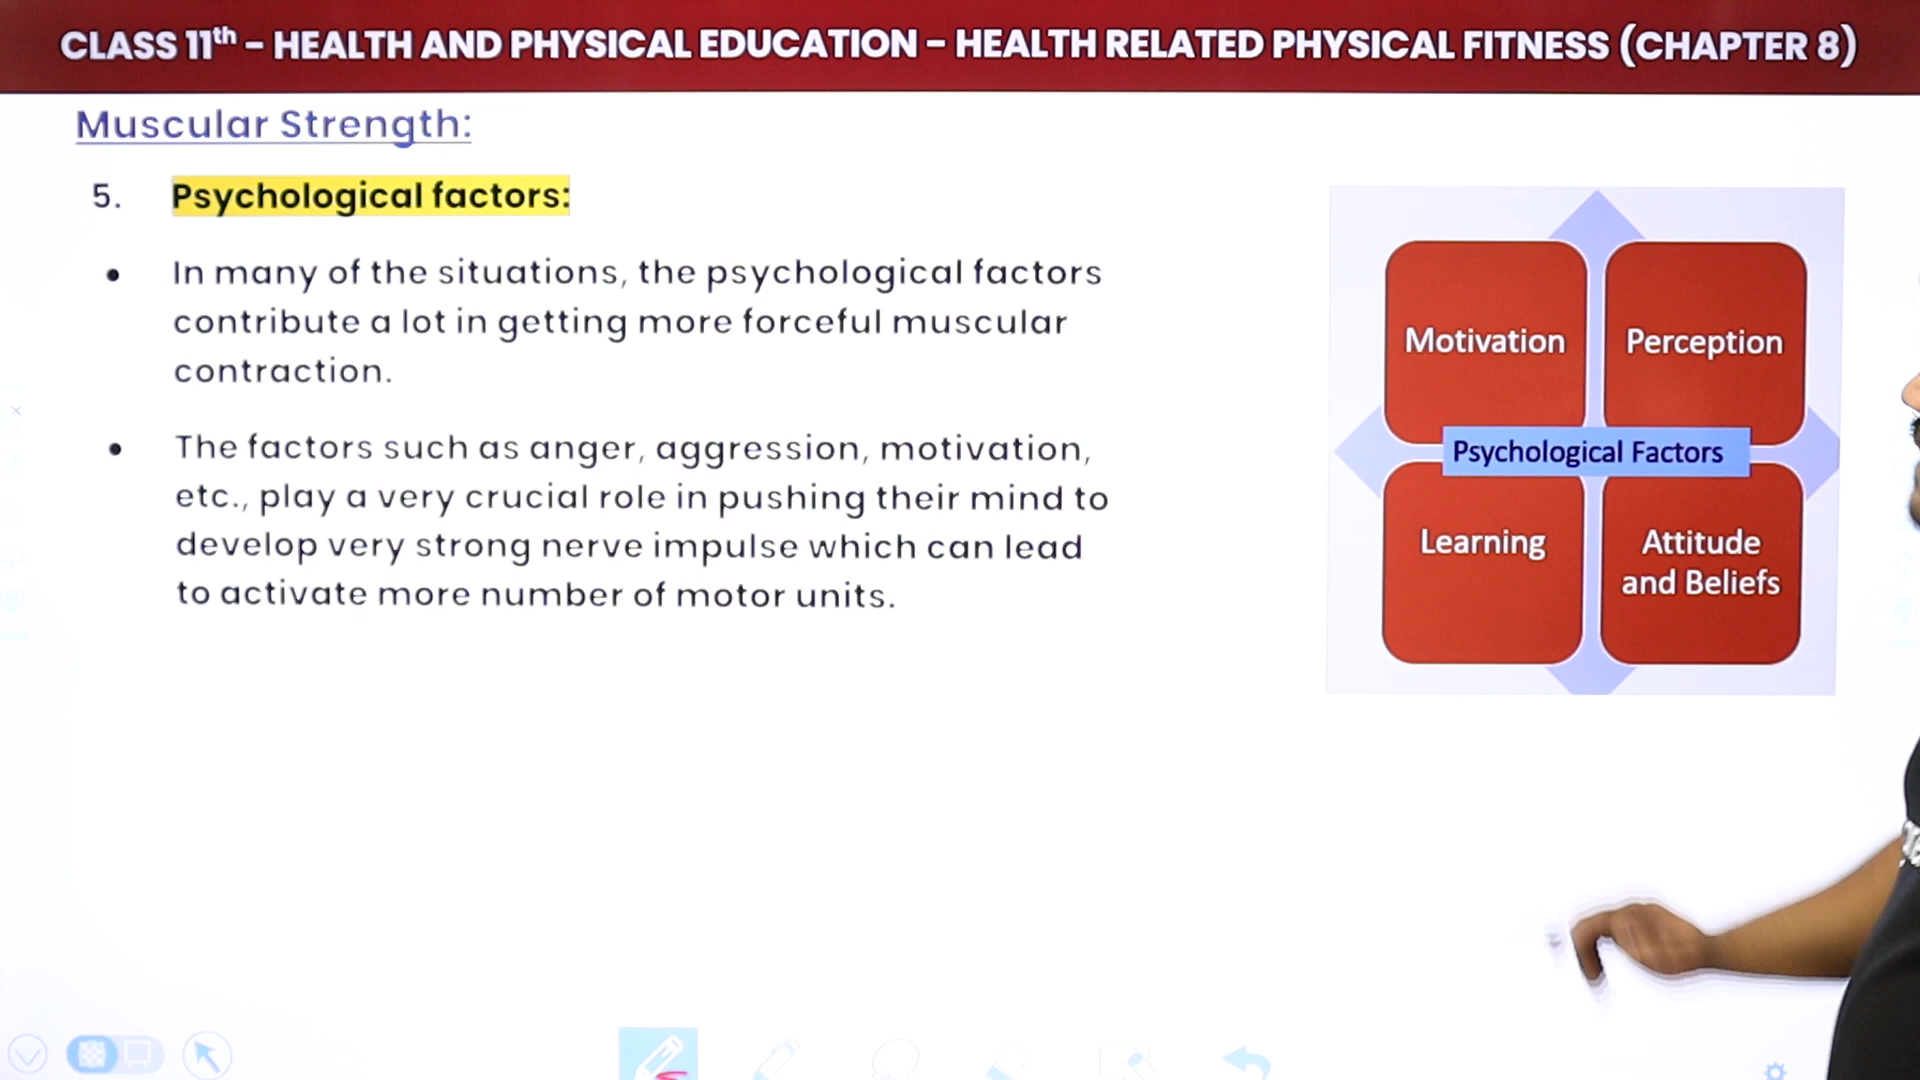 CLASS 11th – HEALTH AND PHYSICAL EDUCATION – HEALTH RELATED PHYSICAL FITNESS (CHAPTER 8)
Muscular Strength:
5. Psychological factors:
• In many of the situations, the psychological factors
contribute a lot in getting more forceful muscular
contraction.
• The factors such as anger, aggression, motivation,
etc., play a very crucial role in pushing their mind to
develop very strong nerve impulse which can lead
to activate more number of motor units.
Motivation
Perception
Psychological Factors
Learning
Attitude
and Beliefs